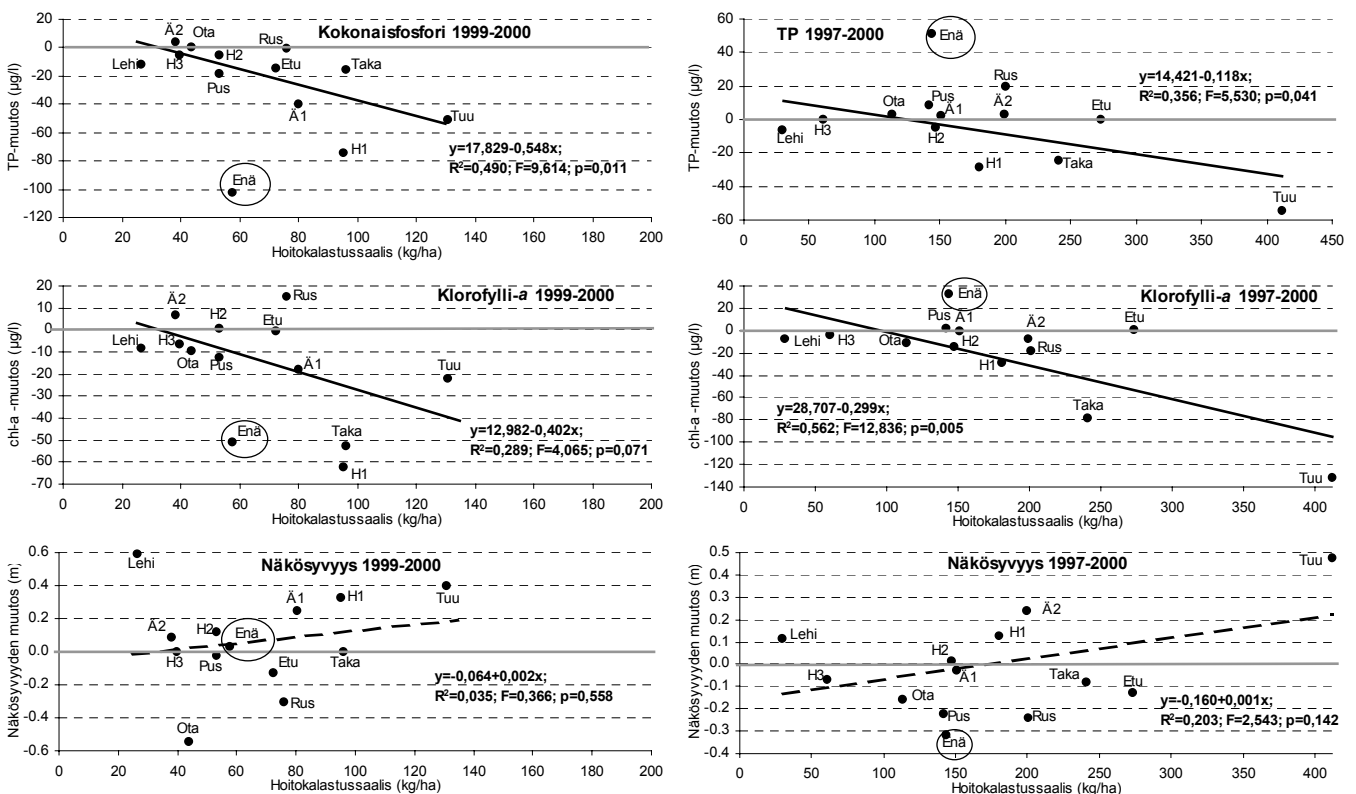 Kokonaisfosfori 1999-2000
TP-muutos (µg/l)
20
0
-20
-40
-60
-80
-100
-120
Lehi
Ä2
H3
Ota
H2
Pus
Enä
Etu
Rus
Ä1
H1
Taka
Tuu
y=17,829-0,548x;
R²=0,490; F=9,614; p=0,011
0 20 40 60 80 100 120 140 160 180 200
Hoitokalastussaalis (kg/ha)
TP 1997-2000
TP-muutos (µg/l)
60
40
20
0
-20
-40
-60
Lehi
H3
Ota
Pus
Enä
H2
Ä1
H1
Ä2
Rus
Taka
Etu
Tuu
y=14,421-0,118x;
R²=0,356, F=5,530, p=0,041
0 50 100 150 200 250 300 350 400 450
Hoitokalastussaalis (kg/ha)
Klorofylli-a 1999-2000
chl-a -muutos (µg/l)
20
10
0
-10
-20
-30
-40
-50
-60
-70
Lehi
Ä2
H3
Ota
H2
Pus
Enä
Etu
Rus
Ä1
H1
Taka
Tuu
y=12,982-0,402x;
R²=0,289; F=4,065; p=0,071
0 20 40 60 80 100 120 140 160 180 200
Hoitokalastussaalis (kg/ha)
Klorofylli-a 1997-2000
chl-a -muutos (µg/l)
40
20
0
-20
-40
-60
-80
-100
-120
-140
Lehi
H3
Ota
Pus
Enä
H2
Ä1
H1
Ä2
Rus
Taka
Etu
Tuu
y=28,707-0,299x;
R²=0,562, F=12,836, p=0,005
0 50 100 150 200 250 300 350 400
Hoitokalastussaalis (kg/ha)
Näkösyvyys 1999-2000
Näkösyvyyden muutos (m)
0.6
0.4
0.2
0.0
-0.2
-0.4
-0.6
Lehi
Ä2
H3
Ota
H2
Pus
Enä
Etu
Rus
Ä1
H1
Taka
Tuu
y=-0,064+0,002x;
R²=0,035, F=0,366, p=0,558
0 20 40 60 80 100 120 140 160 180 200
Hoitokalastussaalis (kg/ha)
Näkösyvyys 1997-2000
Näkösyvyyden muutos (m)
0.5
0.4
0.3
0.2
0.1
0.0
-0.1
-0.2
-0.3
-0.4
Lehi
H3
Ota
Pus
Enä
H2
Ä1
H1
Ä2
Rus
Taka
Etu
Tuu
y=-0,160+0,001x;
R²=0,203; F=2,543; p=0,142
0 50 100 150 200 250 300 350 400
Hoitokalastussaalis (kg/ha)